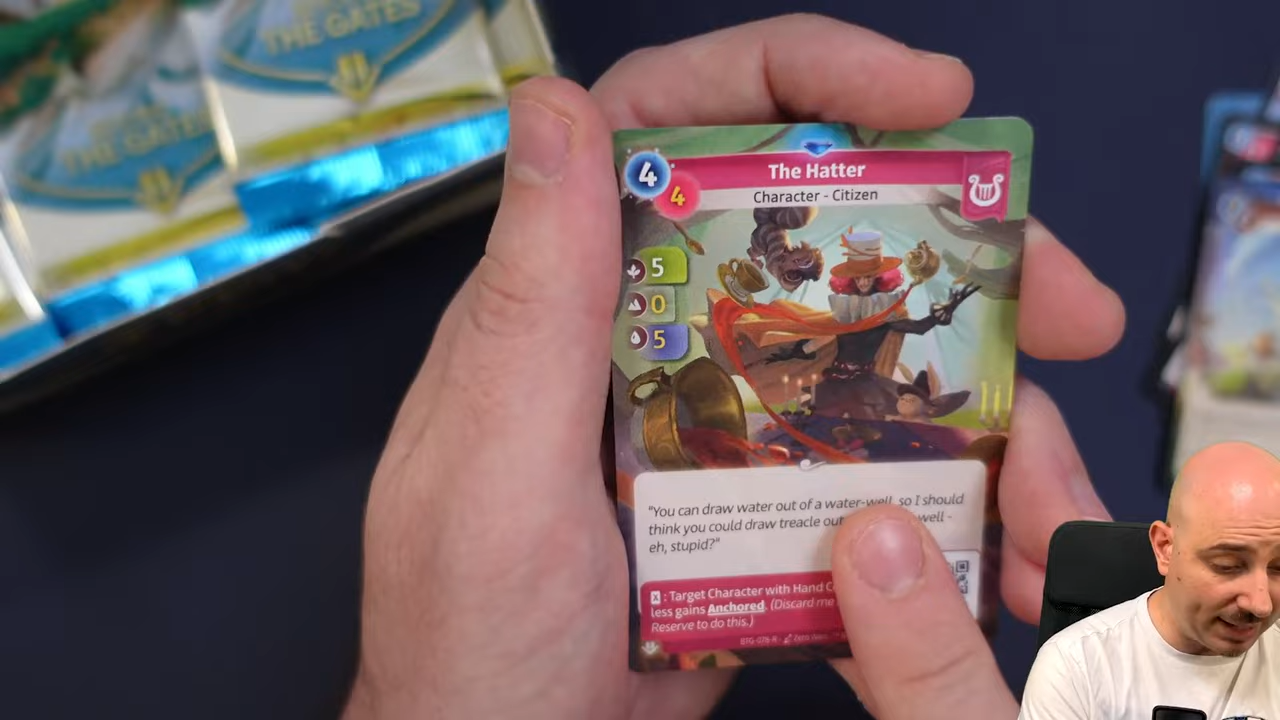 THE GATES
THE GATES
4
The Hatter
4
Character - Citizen
5
0
5
"You can draw water out of a water-well, so I should
think you could draw treacle out well -
eh, stupid?"
X : Target Character with Hand
less gains Anchored. (Discard me
Reserve to do this.)
BTG-076-R